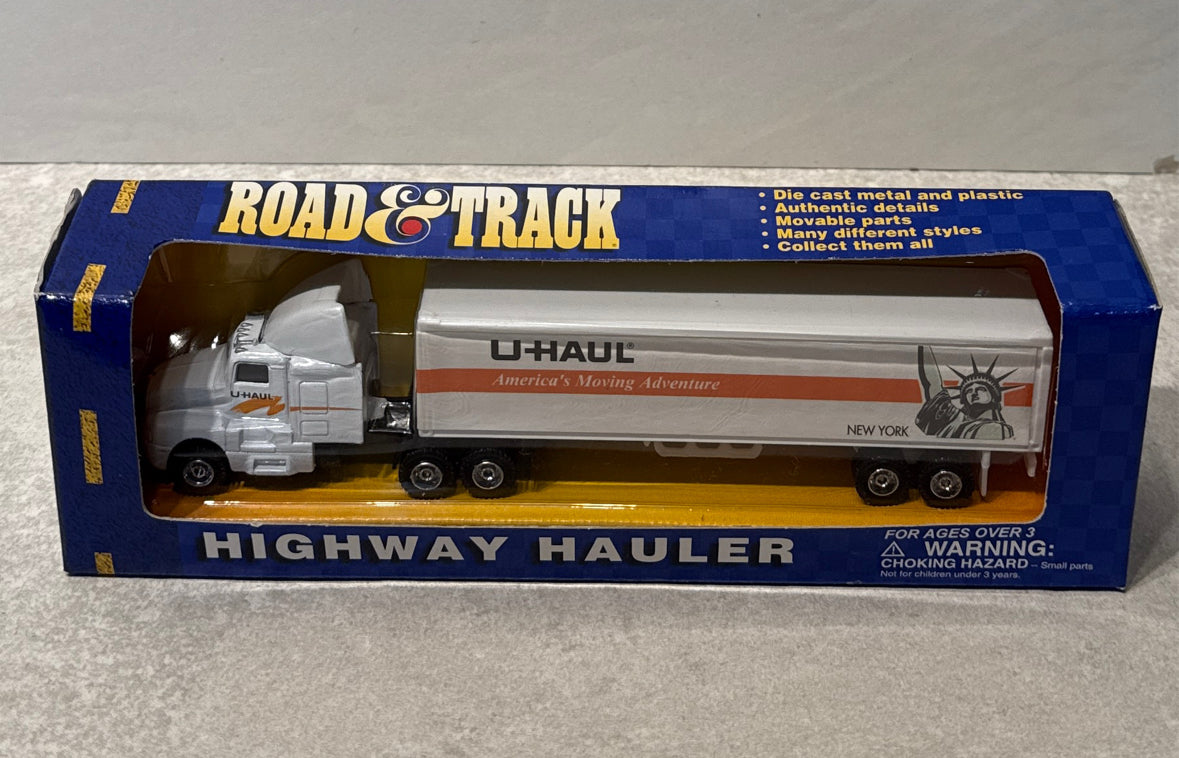 ROAD & TRACK
• Die cast metal and plastic
• Authentic details
• Movable parts
• Many different styles
• Collect them all
U-HAUL®
America's Moving Adventure
U-HAUL
NEW YORK
HIGHWAY HAULER
FOR AGES OVER 3
⚠ WARNING:
CHOKING HAZARD -- Small parts
Not for children under 3 years.